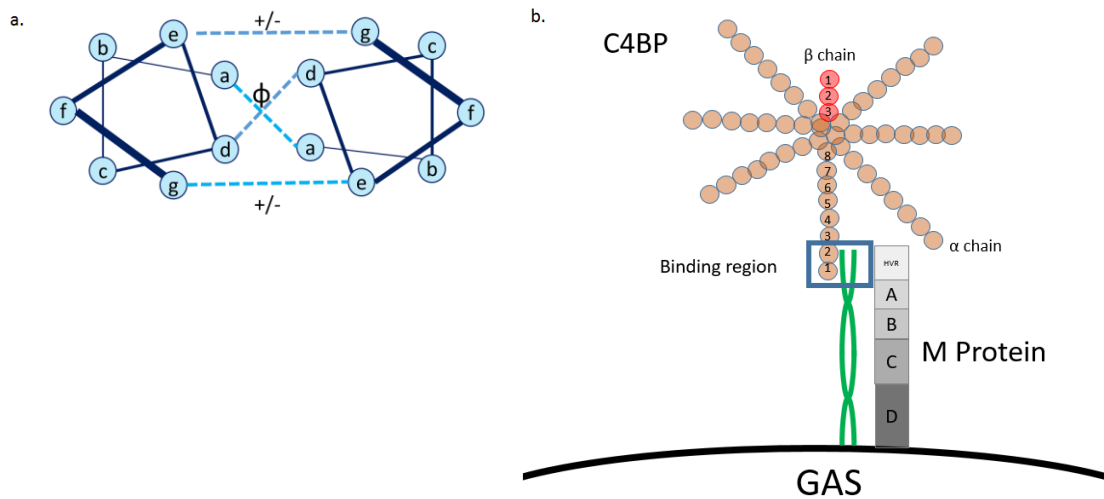 a.
+/-
e
g
b
c
a
d
ϕ
f
f
d
a
c
b
g
e
+/-
b.
C4BP
β chain
1
2
3
8
7
6
5
4
3
2
1
α chain
Binding region
HVR
A
B
C
D
M Protein
GAS